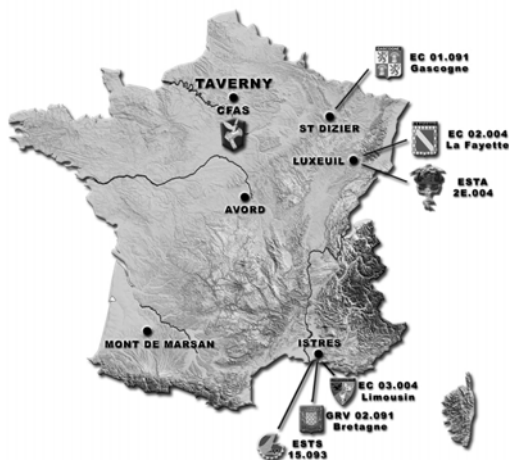 EC 01.091
Gascogne
TAVERNY
CFAS
ST DIZIER
EC 02.004
La Fayette
LUXEUIL
ESTA
2E.004
AVORD
MONT DE MARSAN
ISTRES
EC 03.004
Limousin
GRV 02.091
Bretagne
ESTS
15.093